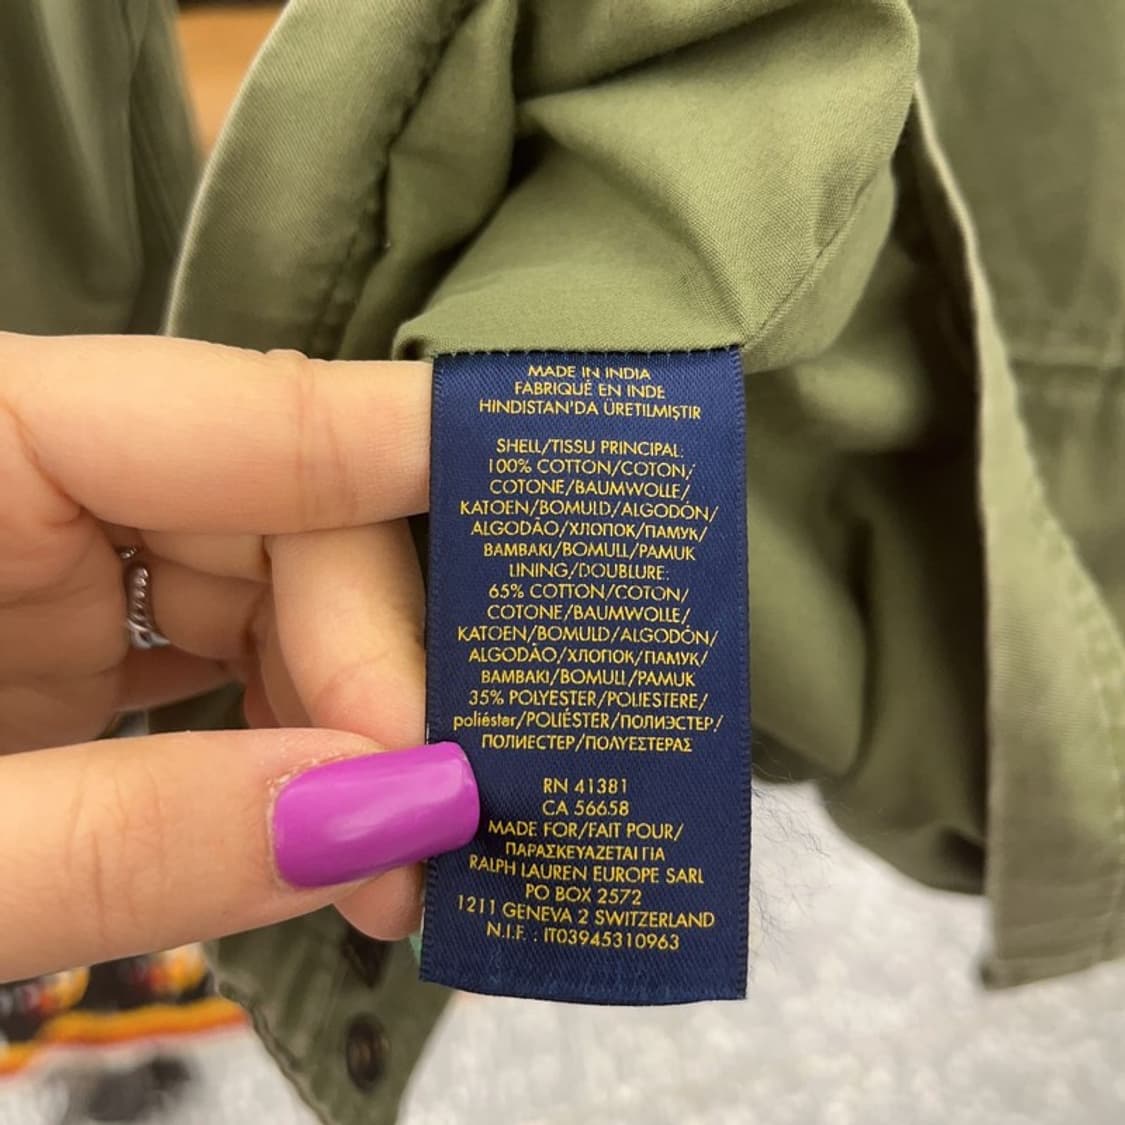 MADE IN INDIA
FABRIQUÉ EN INDE
HINDISTAN'DA ÜRETILMIŞTIR
SHELL/TISSU PRINCIPAL:
100% COTTON/COTON/
COTONE/BAUMWOLLE/
KATOEN/BOMULD/ALGODÓN/
ALGODÃO/ХЛОПОК/ПАМУК/
BAMBAKI/BOMULL/PAMUK
LINING/DOUBLURE:
65% COTTON/COTON/
COTONE/BAUMWOLLE/
KATOEN/BOMULD/ALGODÓN/
ALGODÃO/ХЛОПОК/ПАМУК/
BAMBAKI/BOMULL/PAMUK
35% POLYESTER/POLIESTERE/
poliéster/POLIÉSTER/ПОЛИЭСТЕР/
ПОЛИЕСТЕР/ΠΟΛΥΕΣΤΕΡΑΣ
RN 41381
CA 56658
MADE FOR/FAIT POUR/
ΠΑΡΑΣΚΕΥΑΖΕΤΑΙ ΓΙΑ
RALPH LAUREN EUROPE SARL
PO BOX 2572
1211 GENEVA 2 SWITZERLAND
N.I.F. : IT03945310963